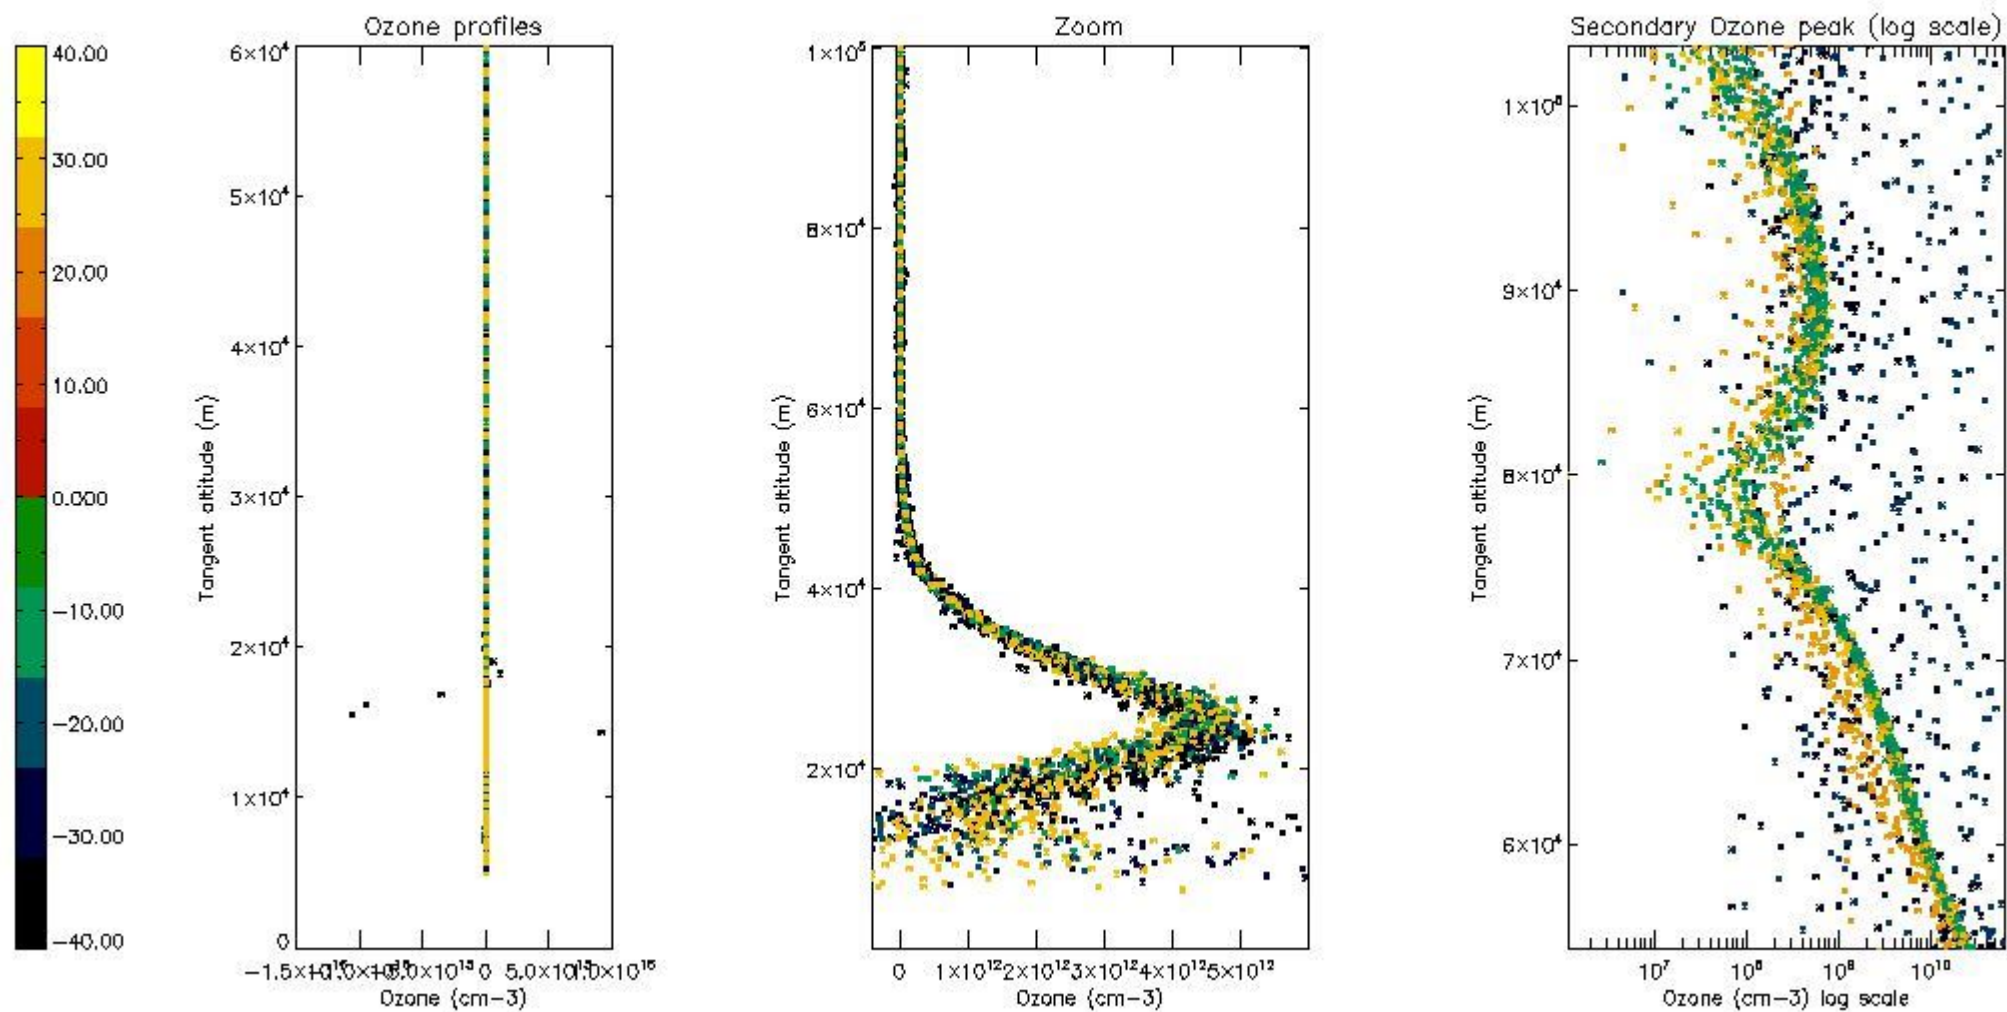 Ozone profiles
Zoom
Secondary Ozone peak (log scale)
40.00
30.00
20.00
10.00
−10.00
−20.00
−30.00
−40.00
6×10⁴
5×10⁴
4×10⁴
3×10⁴
2×10⁴
1×10⁴
0
Tangent altitude (m)
0
Ozone (cm−3)
1×10⁵
8×10⁴
6×10⁴
4×10⁴
2×10⁴
Tangent altitude (m)
0 1×10¹² 2×10¹² 3×10¹² 4×10¹² 5×10¹²
Ozone (cm−3)
9×10⁴
8×10⁴
7×10⁴
6×10⁴
Tangent altitude (m)
10⁷ 10⁸ 10⁹ 10¹⁰
Ozone (cm−3) log scale